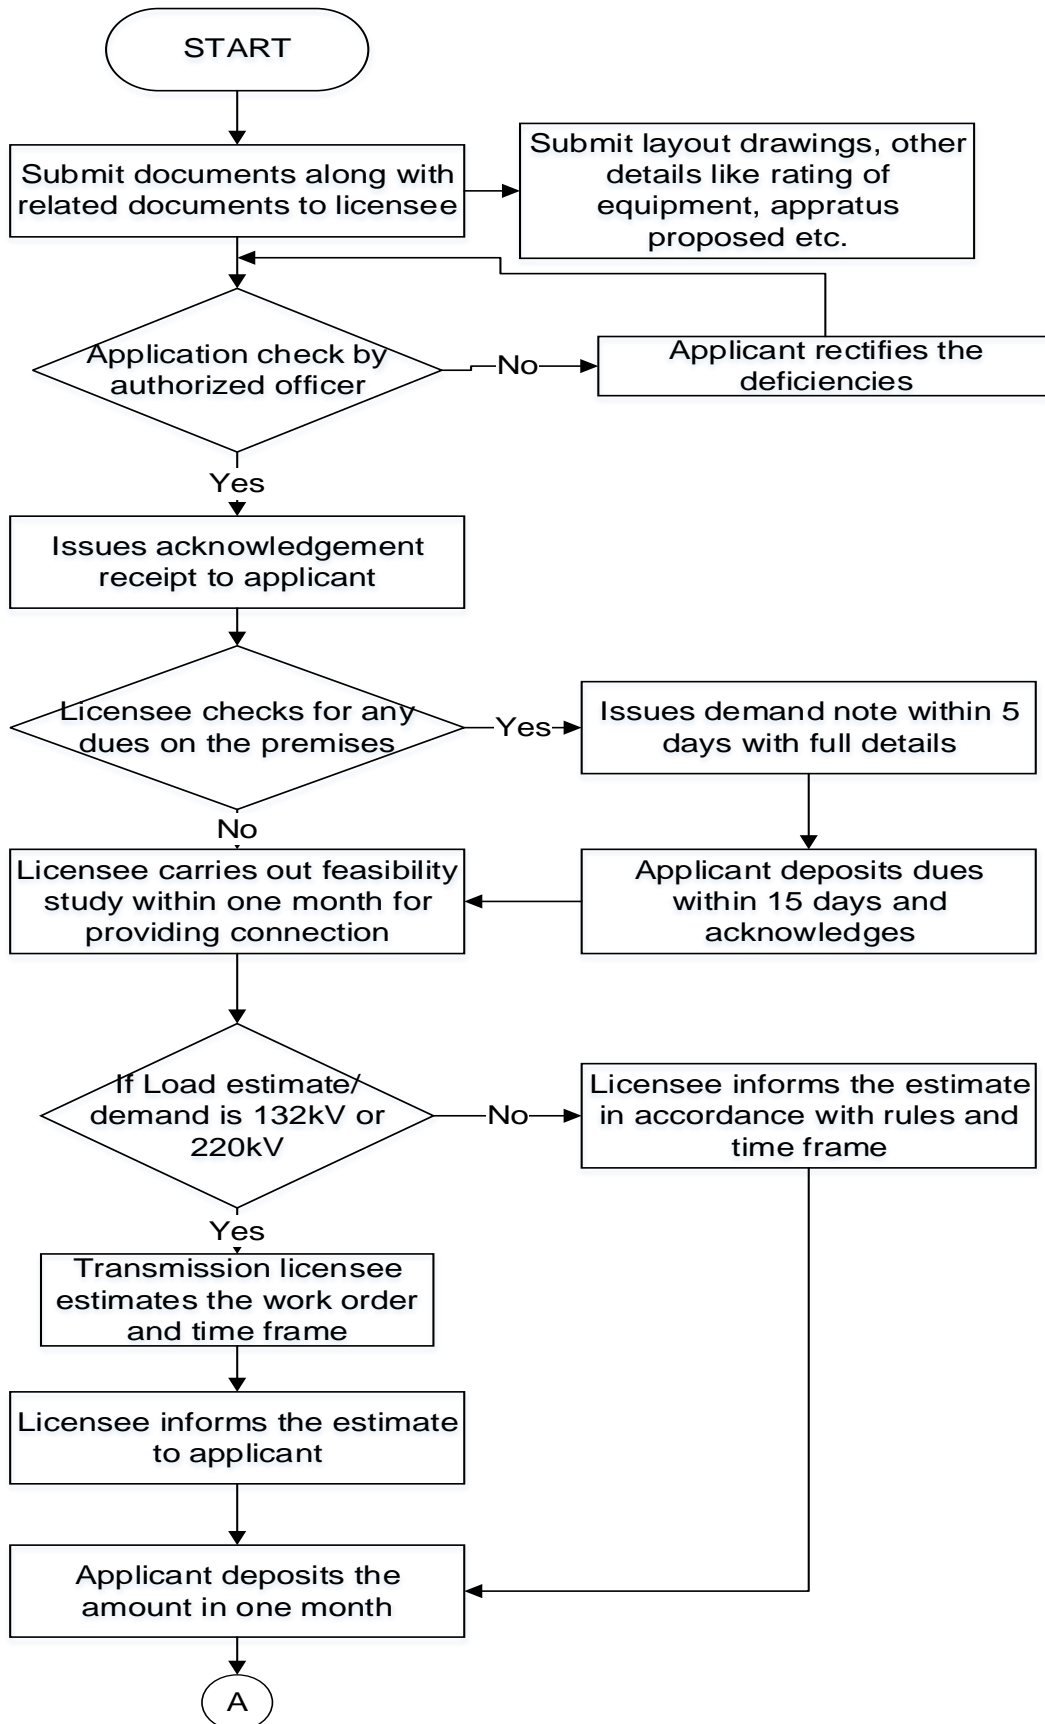 START
Submit documents along with
related documents to licensee
Submit layout drawings, other
details like rating of
equipment, appratus
proposed etc.
Application check by
authorized officer
No
Applicant rectifies the
deficiencies
Yes
Issues acknowledgement
receipt to applicant
Licensee checks for any
dues on the premises
Yes
Issues demand note within 5
days with full details
No
Licensee carries out feasibility
study within one month for
providing connection
Applicant deposits dues
within 15 days and
acknowledges
If Load estimate/
demand is 132kV or
220kV
No
Licensee informs the estimate
in accordance with rules and
time frame
Yes
Transmission licensee
estimates the work order
and time frame
Licensee informs the estimate
to applicant
Applicant deposits the
amount in one month
A